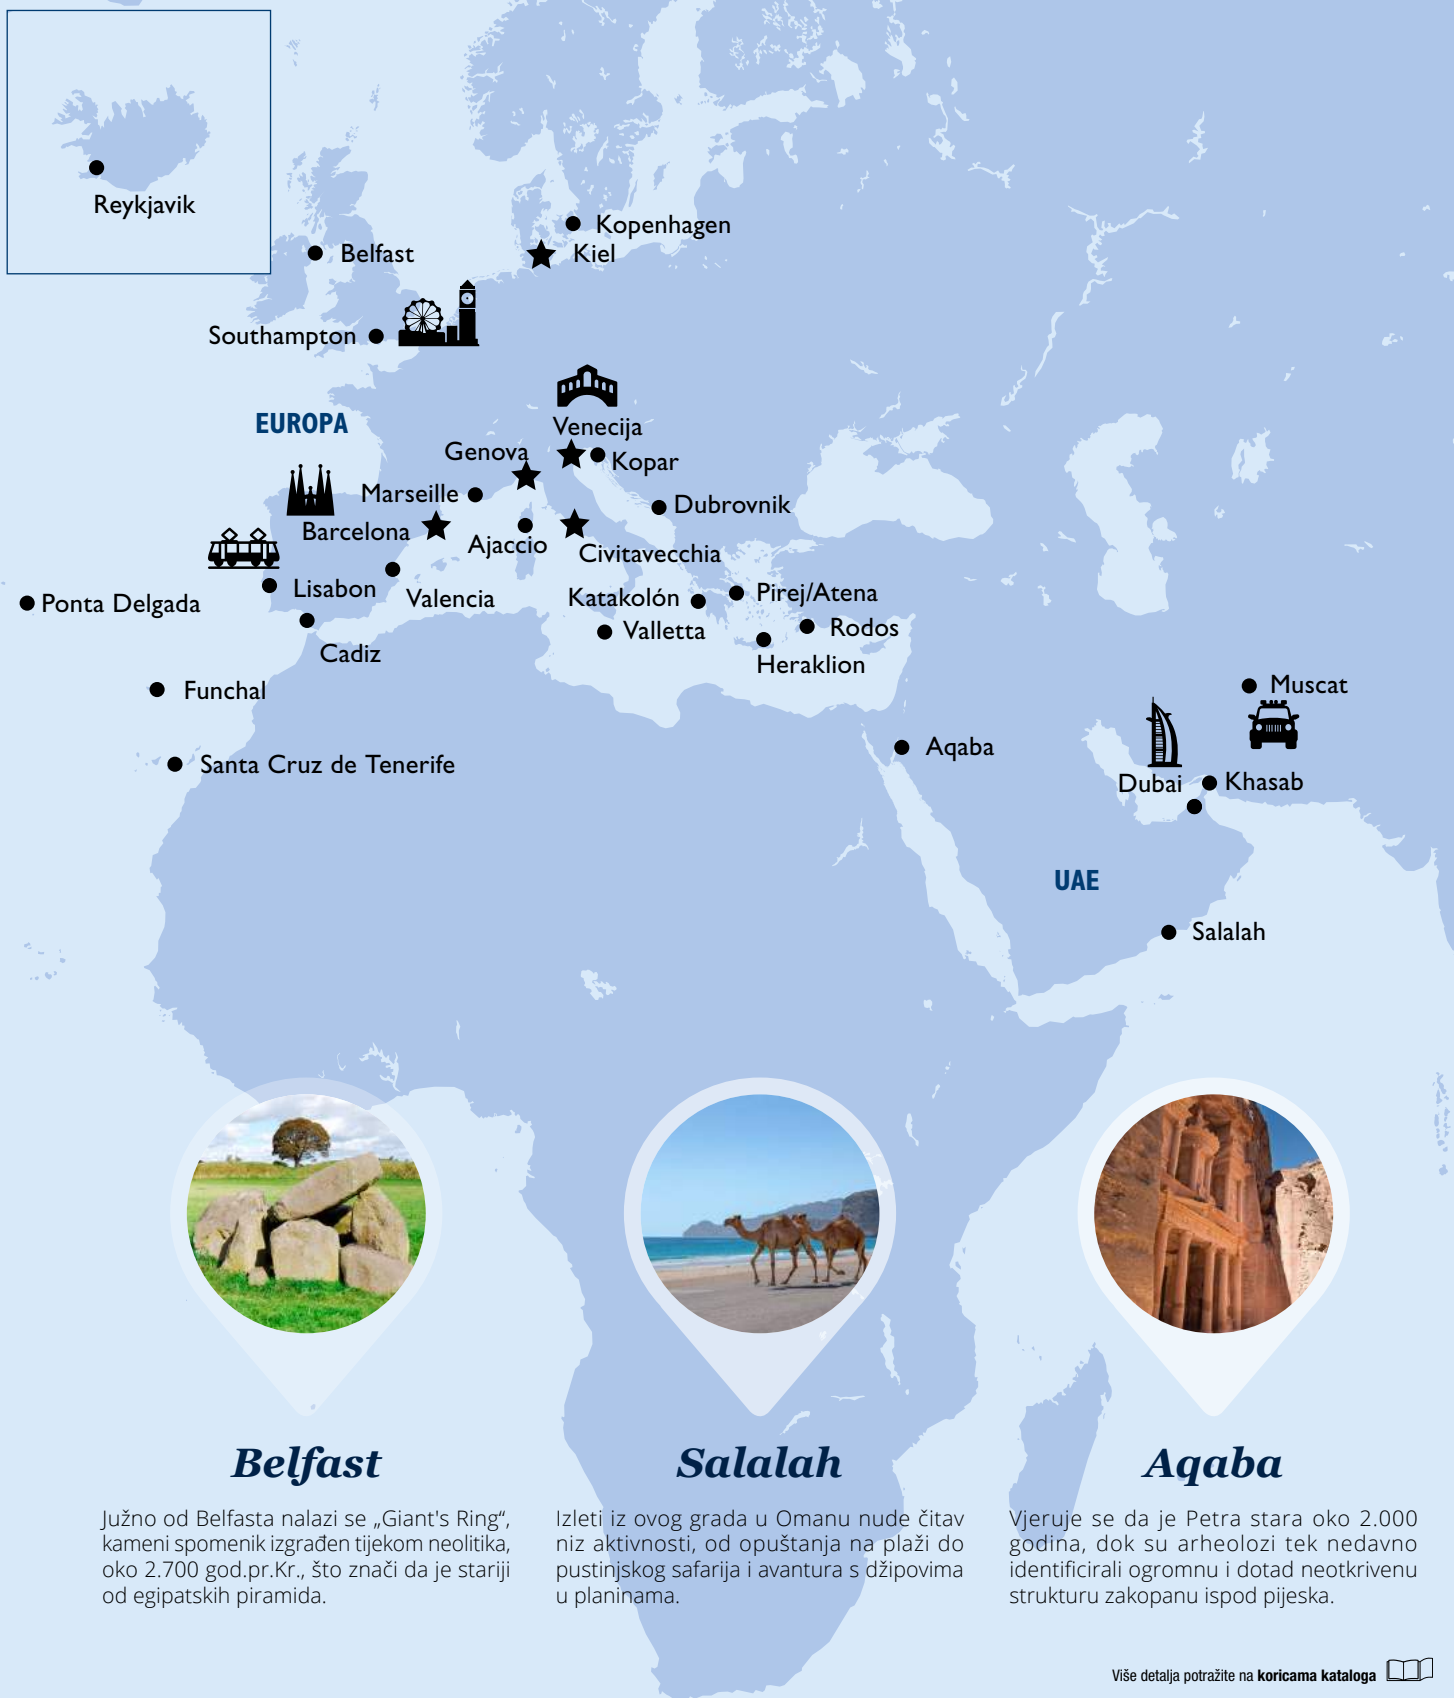 Reykjavik
Kopenhagen
Belfast
Kiel
Southampton
EUROPA
Venecija
Genova
Kopar
Marseille
Dubrovnik
Barcelona
Ajaccio
Civitavecchia
Lisabon
Valencia
Katakolón
Pirej/Atena
Ponta Delgada
Valletta
Rodos
Cadiz
Heraklion
Funchal
Muscat
Aqaba
Santa Cruz de Tenerife
Dubai
Khasab
UAE
Salalah
Belfast
Južno od Belfasta nalazi se „Giant's Ring“,
kameni spomenik izgrađen tijekom neolitika,
oko 2.700 god.pr.Kr., što znači da je stariji
od egipatskih piramida.
Salalah
Izleti iz ovog grada u Omanu nude čitav
niz aktivnosti, od opuštanja na plaži do
pustinjskog safarija i avantura s džipovima
u planinama.
Aqaba
Vjeruje se da je Petra stara oko 2.000
godina, dok su arheolozi tek nedavno
identificirali ogromnu i dotad neotkrivenu
strukturu zakopanu ispod pijeska.
Više detalja potražite na koricama kataloga